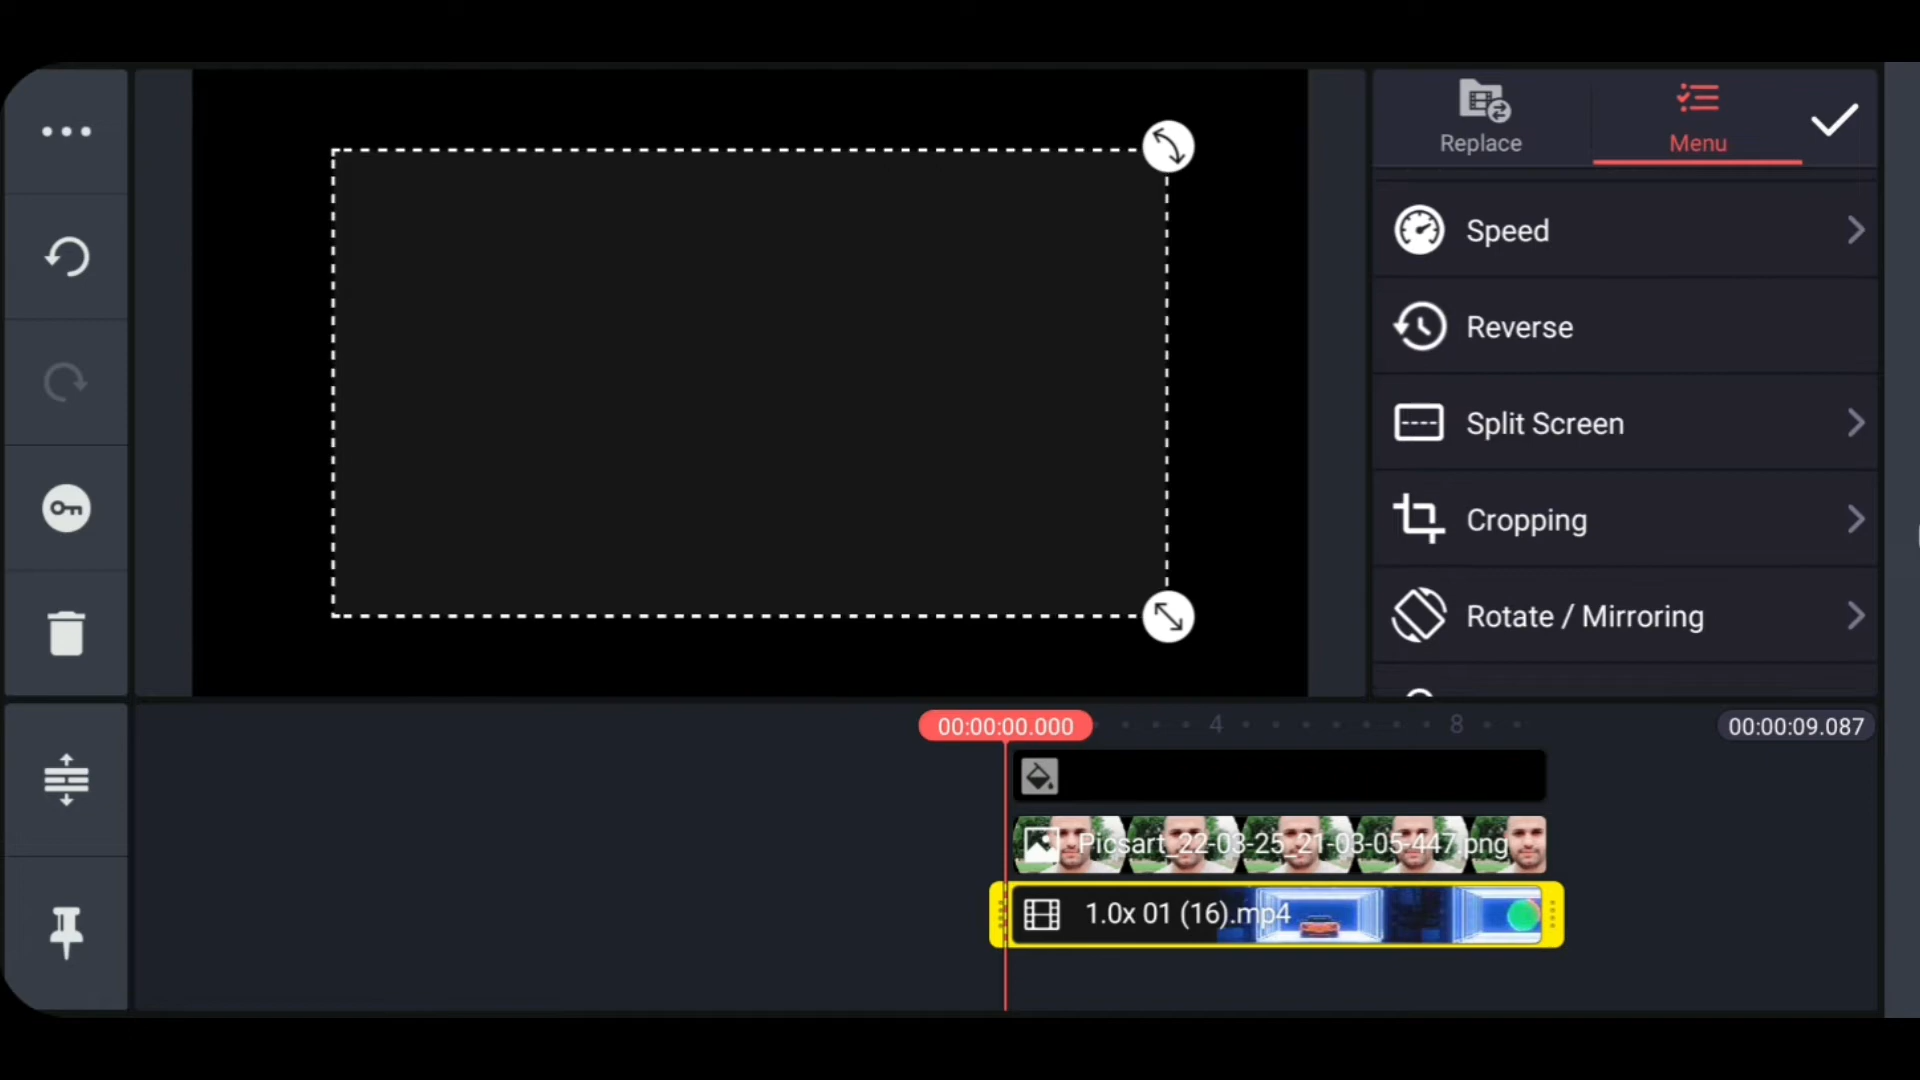 Replace
Menu
Speed
Reverse
Split Screen
Cropping
Rotate / Mirroring
00:00:00.000
4
8
00:00:09.087
Picsart_22-03-25_21-03-05-447.png
1.0x 01 (16).mp4